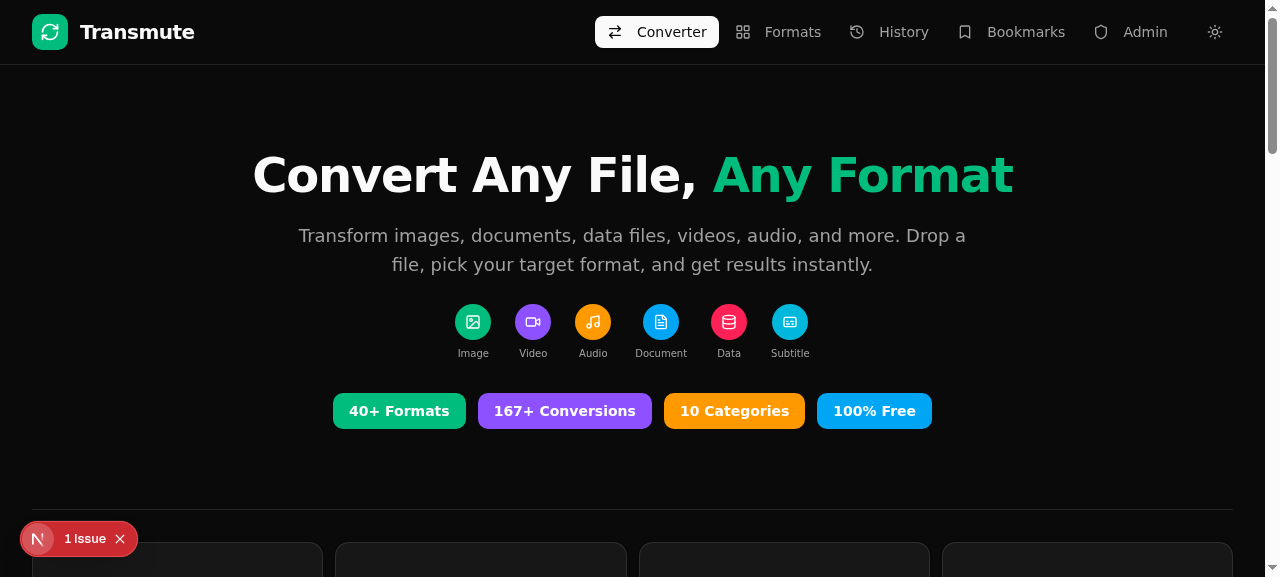 Transmute
Converter
Formats
History
Bookmarks
Admin
Convert Any File, Any Format
Transform images, documents, data files, videos, audio, and more. Drop a
file, pick your target format, and get results instantly.
Image
Video
Audio
Document
Data
Subtitle
40+ Formats
167+ Conversions
10 Categories
100% Free
N
1 Issue